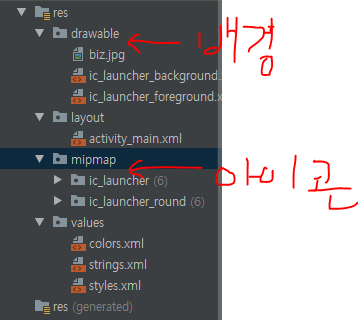 res
drawable
배경
biz.jpg
ic_launcher_background.
ic_launcher_foreground.x
layout
activity_main.xml
mipmap
아이콘
ic_launcher (6)
ic_launcher_round (6)
values
colors.xml
strings.xml
styles.xml
res (generated)